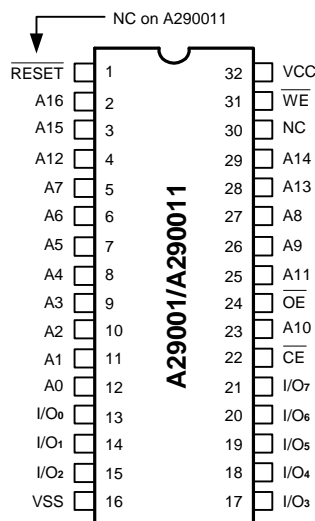 NC on A290011
RESET 1 32 VCC
A16 2 31 WE
A15 3 30 NC
A12 4 29 A14
A7 5 28 A13
A6 6 27 A8
A5 7 26 A9
A4 8 25 A11
A3 9 24 OE
A2 10 23 A10
A1 11 22 CE
A0 12 21 I/O7
I/O0 13 20 I/O6
I/O1 14 19 I/O5
I/O2 15 18 I/O4
VSS 16 17 I/O3
A29001/A290011